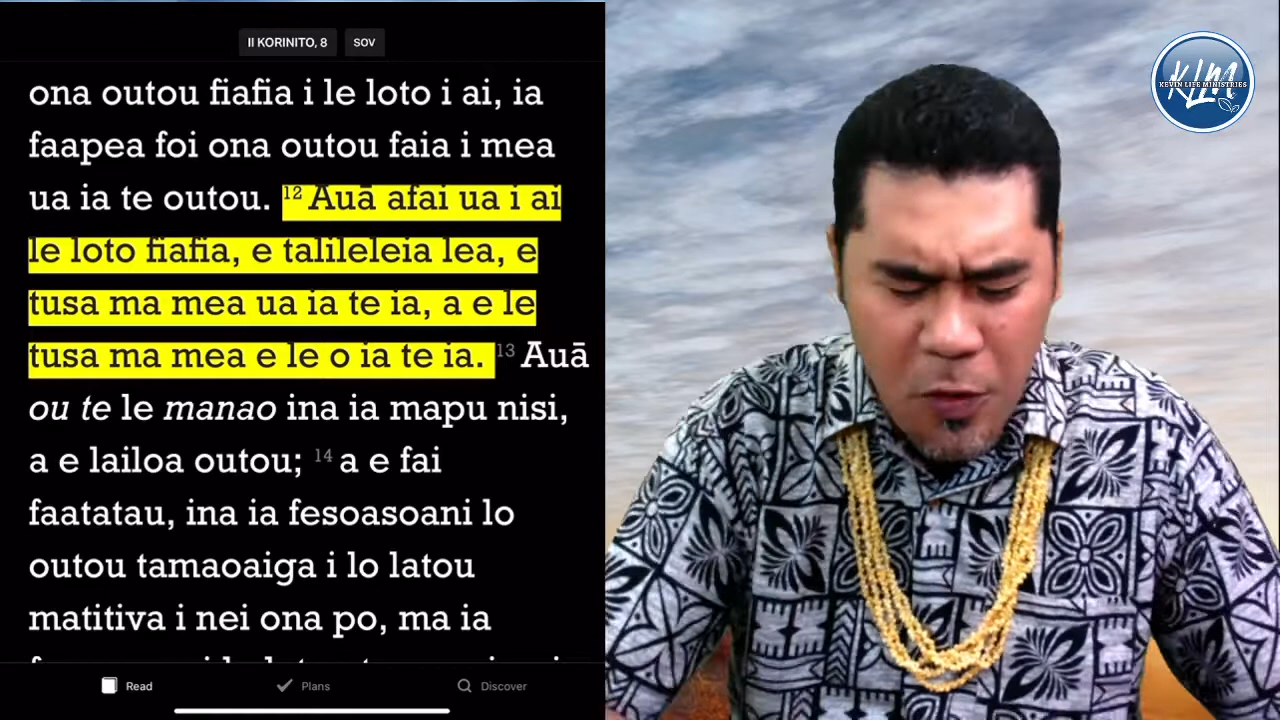 II KORINITO, 8
SOV
ona outou fiafia i le loto i ai, ia
faapea foi ona outou faia i mea
ua ia te outou. 12 Auā afai ua i ai
le loto fiafia, e talileleia lea, e
tusa ma mea ua ia te ia, a e le
tusa ma mea e le o ia te ia. 13 Auā
ou te le manao ina ia mapu nisi,
a e lailoa outou; 14 a e fai
faatatau, ina ia fesoasoani lo
outou tamaoaiga i lo latou
matitiva i nei ona po, ma ia
Read
Plans
Discover
KLM
KEVIN LIFE MINISTRIES